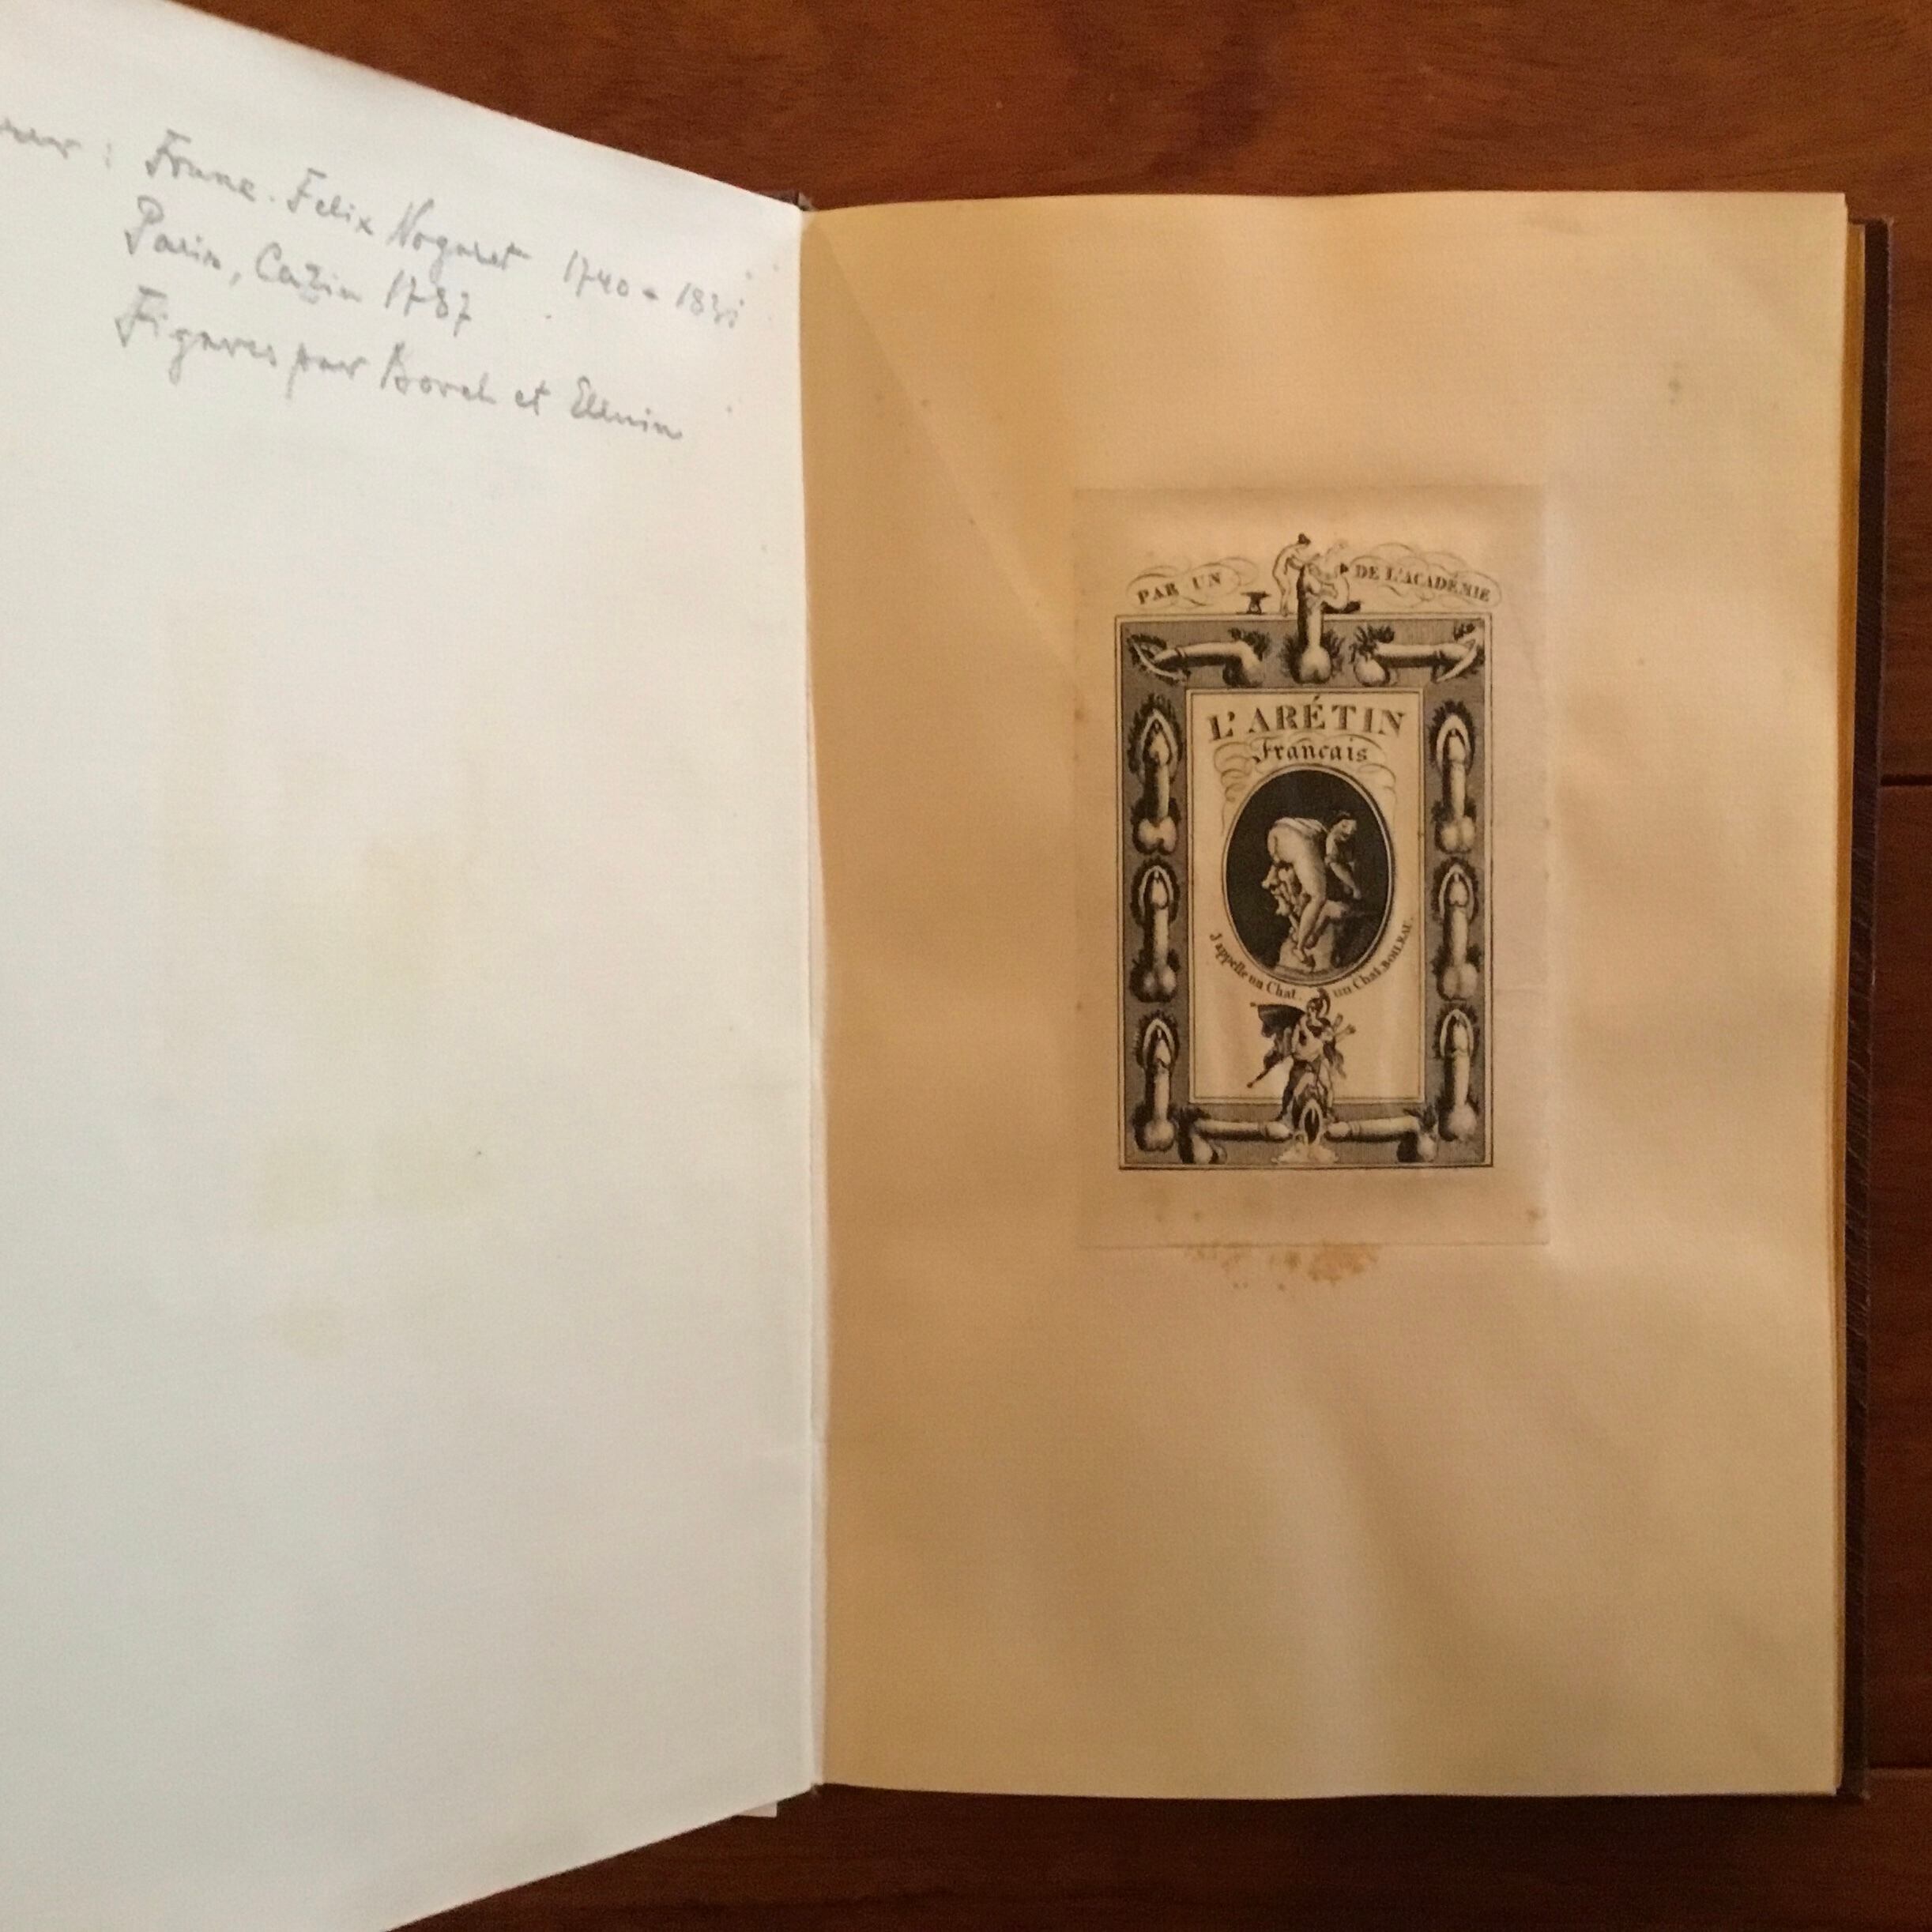 : Franc. Felix Nogaret 1740-1831
Paris, Cazin 1787
Figures par Borel et Elluin
PAR UN DE L'ACADÉMIE
L'ARÉTIN
Français
J'appelle un Chat un Chat BOILEAU.